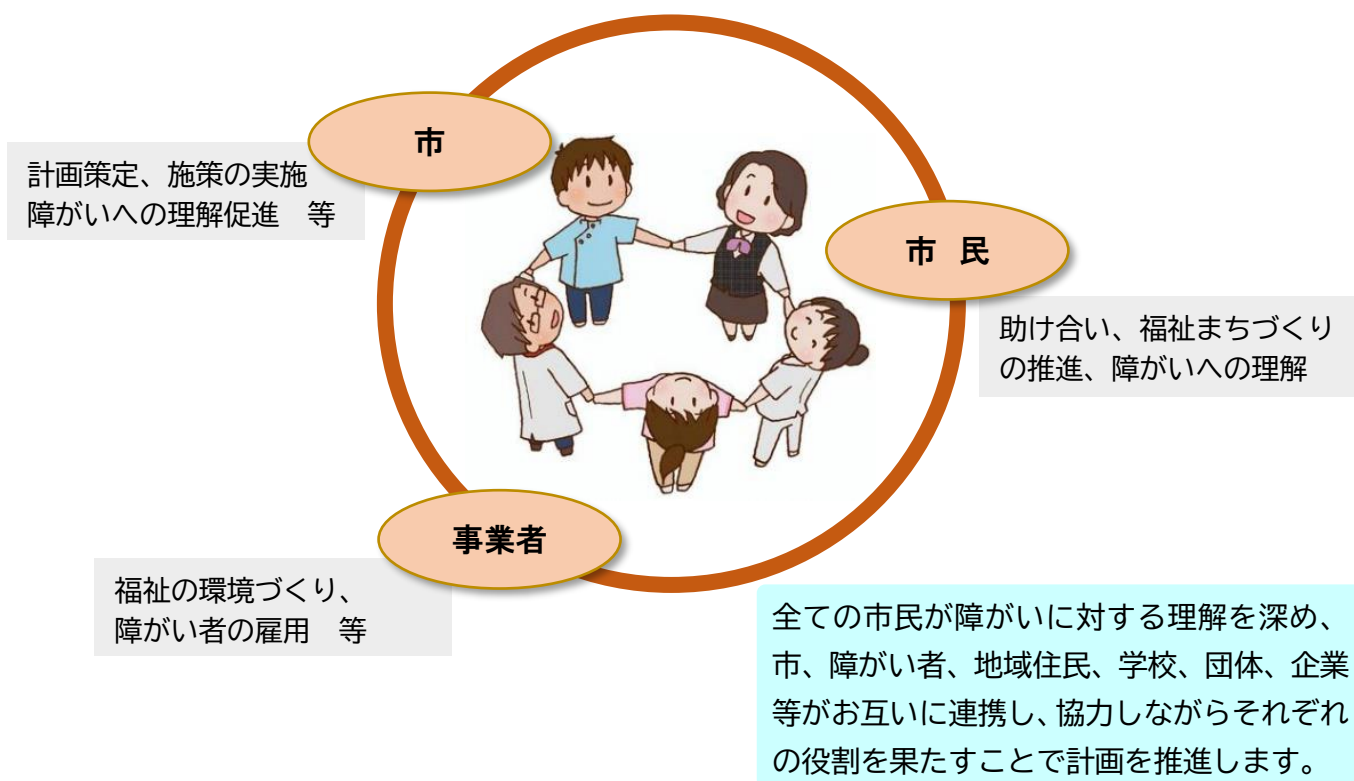 市
計画策定、施策の実施
障がいへの理解促進　等
市 民
助け合い、福祉まちづくり
の推進、障がいへの理解
事業者
福祉の環境づくり、
障がい者の雇用　等
全ての市民が障がいに対する理解を深め、
市、障がい者、地域住民、学校、団体、企業
等がお互いに連携し、協力しながらそれぞれ
の役割を果たすことで計画を推進します。